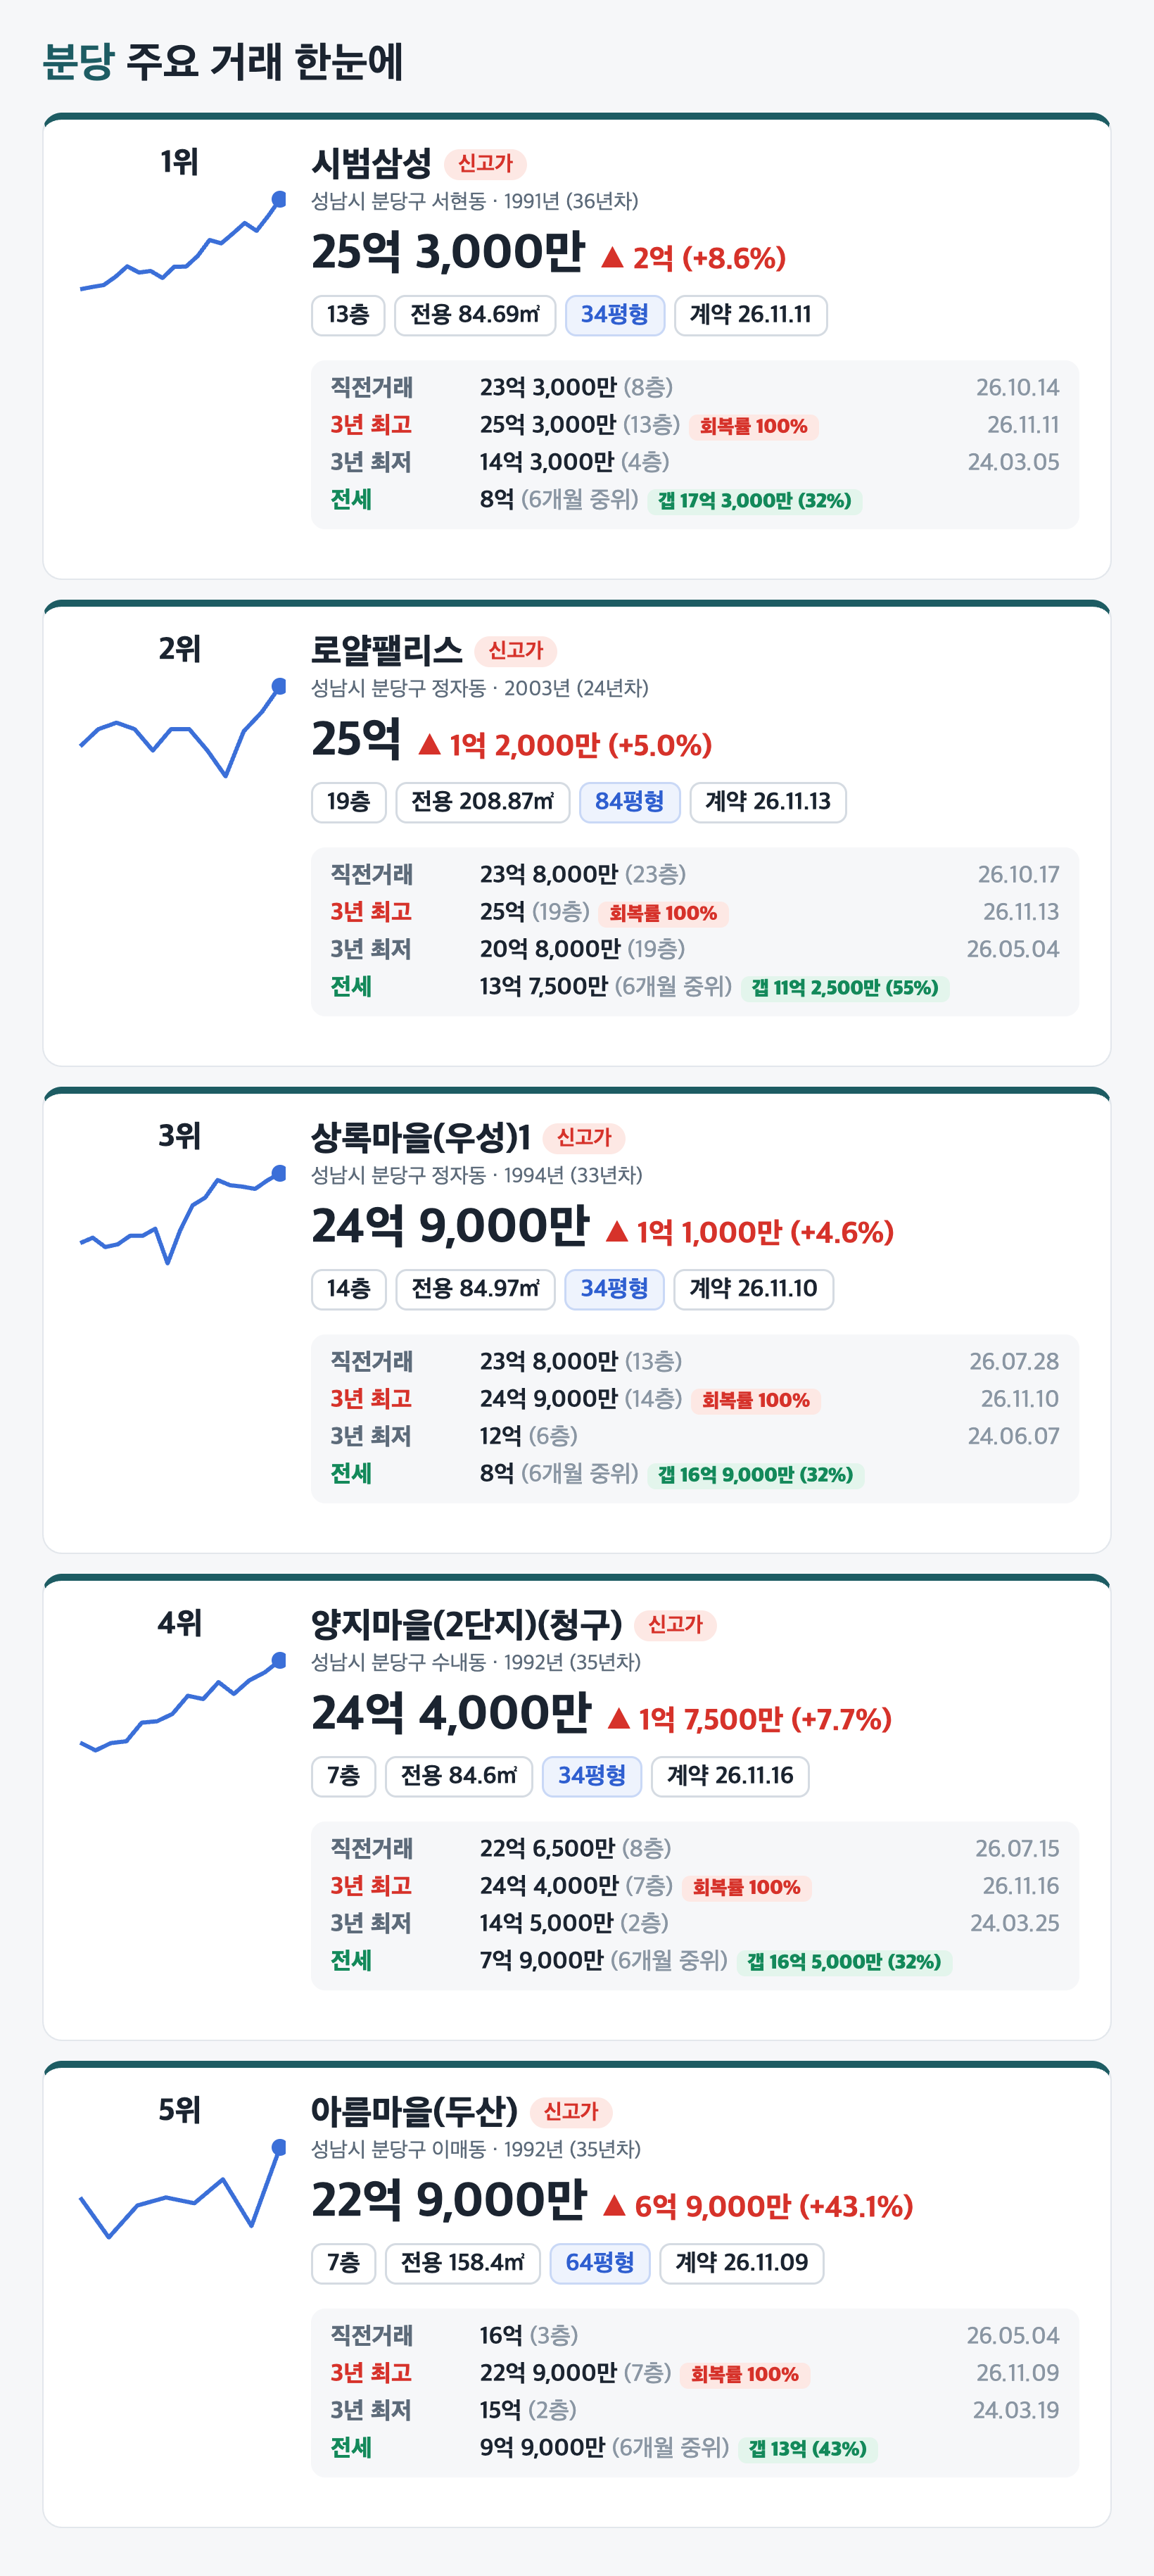 분당 주요 거래 한눈에
1위
시범삼성 신고가
성남시 분당구 서현동 · 1991년 (36년차)
25억 3,000만 ▲ 2억 (+8.6%)
13층 전용 84.69㎡ 34평형 계약 26.11.11
직전거래 23억 3,000만 (8층) 26.10.14
3년 최고 25억 3,000만 (13층) 회복률 100% 26.11.11
3년 최저 14억 3,000만 (4층) 24.03.05
전세 8억 (6개월 중위) 갭 17억 3,000만 (32%)
2위
로얄팰리스 신고가
성남시 분당구 정자동 · 2003년 (24년차)
25억 ▲ 1억 2,000만 (+5.0%)
19층 전용 208.87㎡ 84평형 계약 26.11.13
직전거래 23억 8,000만 (23층) 26.10.17
3년 최고 25억 (19층) 회복률 100% 26.11.13
3년 최저 20억 8,000만 (19층) 26.05.04
전세 13억 7,500만 (6개월 중위) 갭 11억 2,500만 (55%)
3위
상록마을(우성)1 신고가
성남시 분당구 정자동 · 1994년 (33년차)
24억 9,000만 ▲ 1억 1,000만 (+4.6%)
14층 전용 84.97㎡ 34평형 계약 26.11.10
직전거래 23억 8,000만 (13층) 26.07.28
3년 최고 24억 9,000만 (14층) 회복률 100% 26.11.10
3년 최저 12억 (6층) 24.06.07
전세 8억 (6개월 중위) 갭 16억 9,000만 (32%)
4위
양지마을(2단지)(청구) 신고가
성남시 분당구 수내동 · 1992년 (35년차)
24억 4,000만 ▲ 1억 7,500만 (+7.7%)
7층 전용 84.6㎡ 34평형 계약 26.11.16
직전거래 22억 6,500만 (8층) 26.07.15
3년 최고 24억 4,000만 (7층) 회복률 100% 26.11.16
3년 최저 14억 5,000만 (2층) 24.03.25
전세 7억 9,000만 (6개월 중위) 갭 16억 5,000만 (32%)
5위
아름마을(두산) 신고가
성남시 분당구 이매동 · 1992년 (35년차)
22억 9,000만 ▲ 6억 9,000만 (+43.1%)
7층 전용 158.4㎡ 64평형 계약 26.11.09
직전거래 16억 (3층) 26.05.04
3년 최고 22억 9,000만 (7층) 회복률 100% 26.11.09
3년 최저 15억 (2층) 24.03.19
전세 9억 9,000만 (6개월 중위) 갭 13억 (43%)